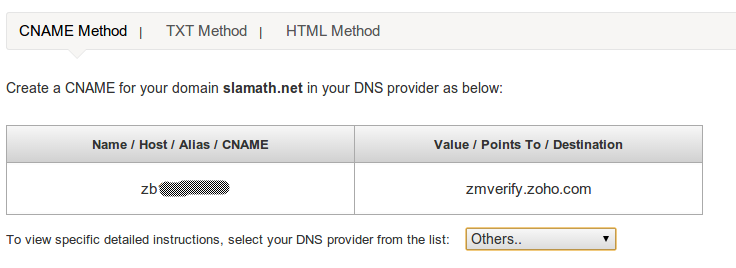 CNAME Method | TXT Method | HTML Method
Create a CNAME for your domain slamath.net in your DNS provider as below:
Name / Host / Alias / CNAME Value / Points To / Destination
zb zmverify.zoho.com
To view specific detailed instructions, select your DNS provider from the list: Others..